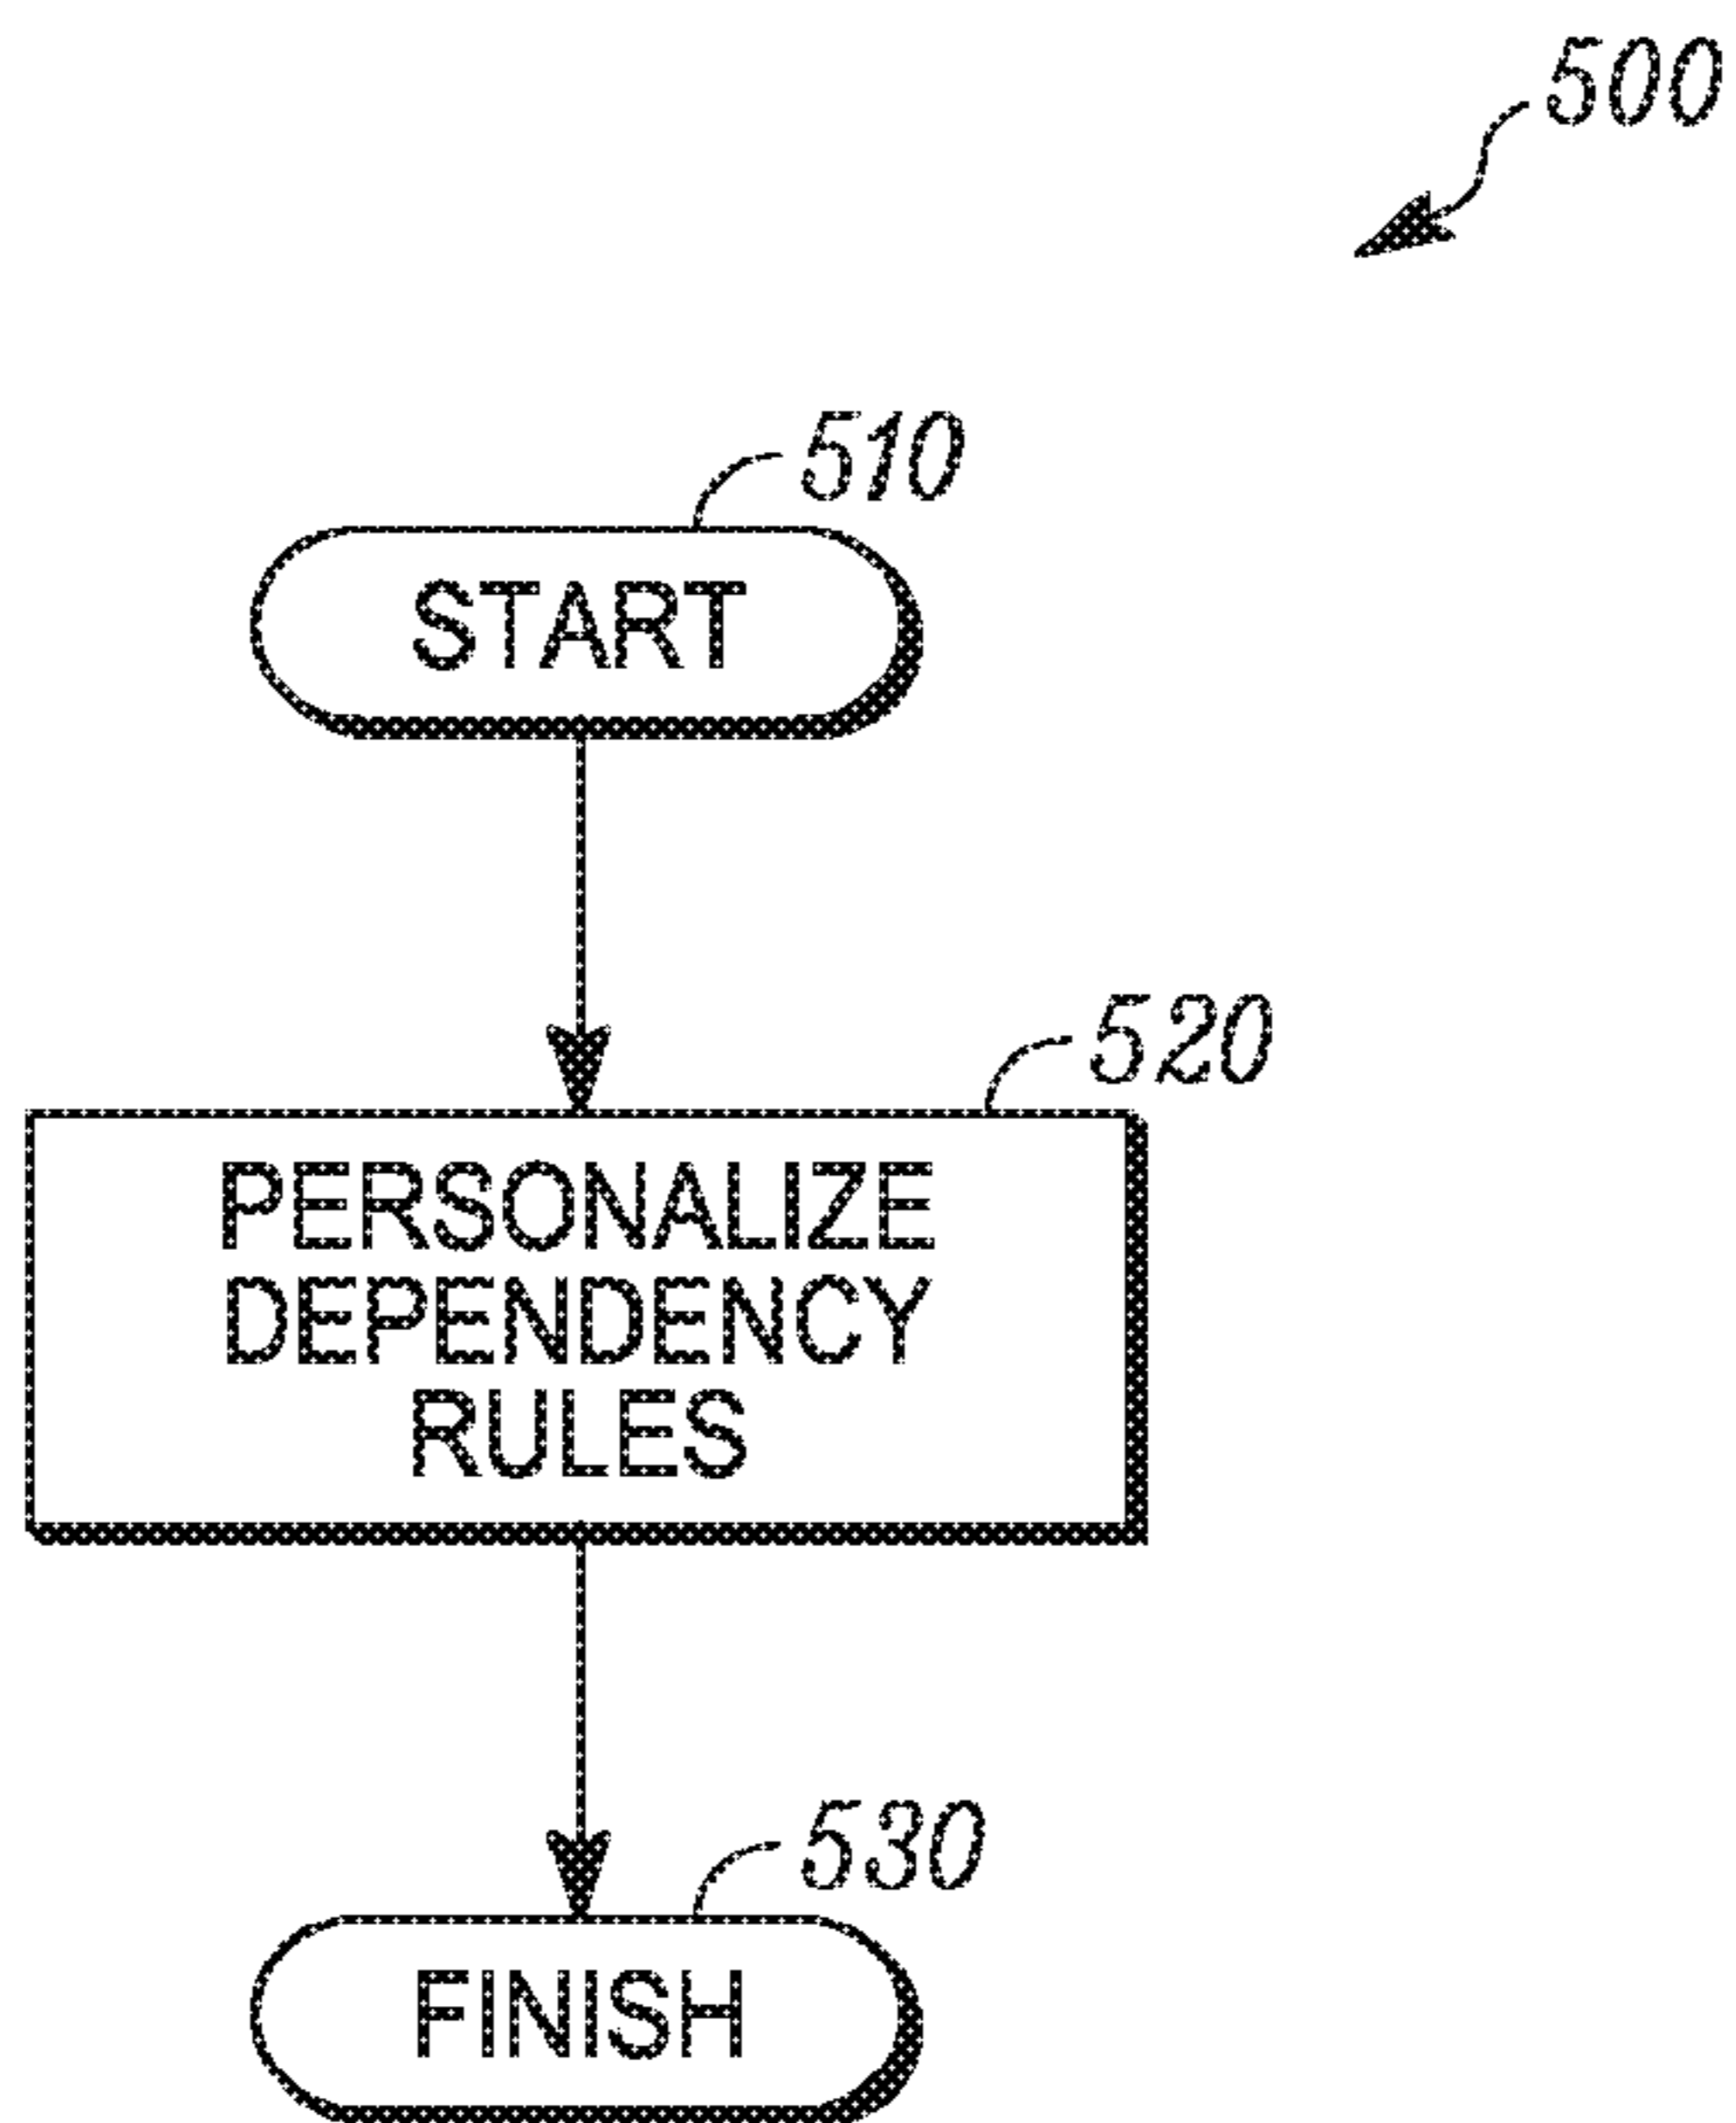 500
510
START
520
PERSONALIZE
DEPENDENCY
RULES
530
FINISH